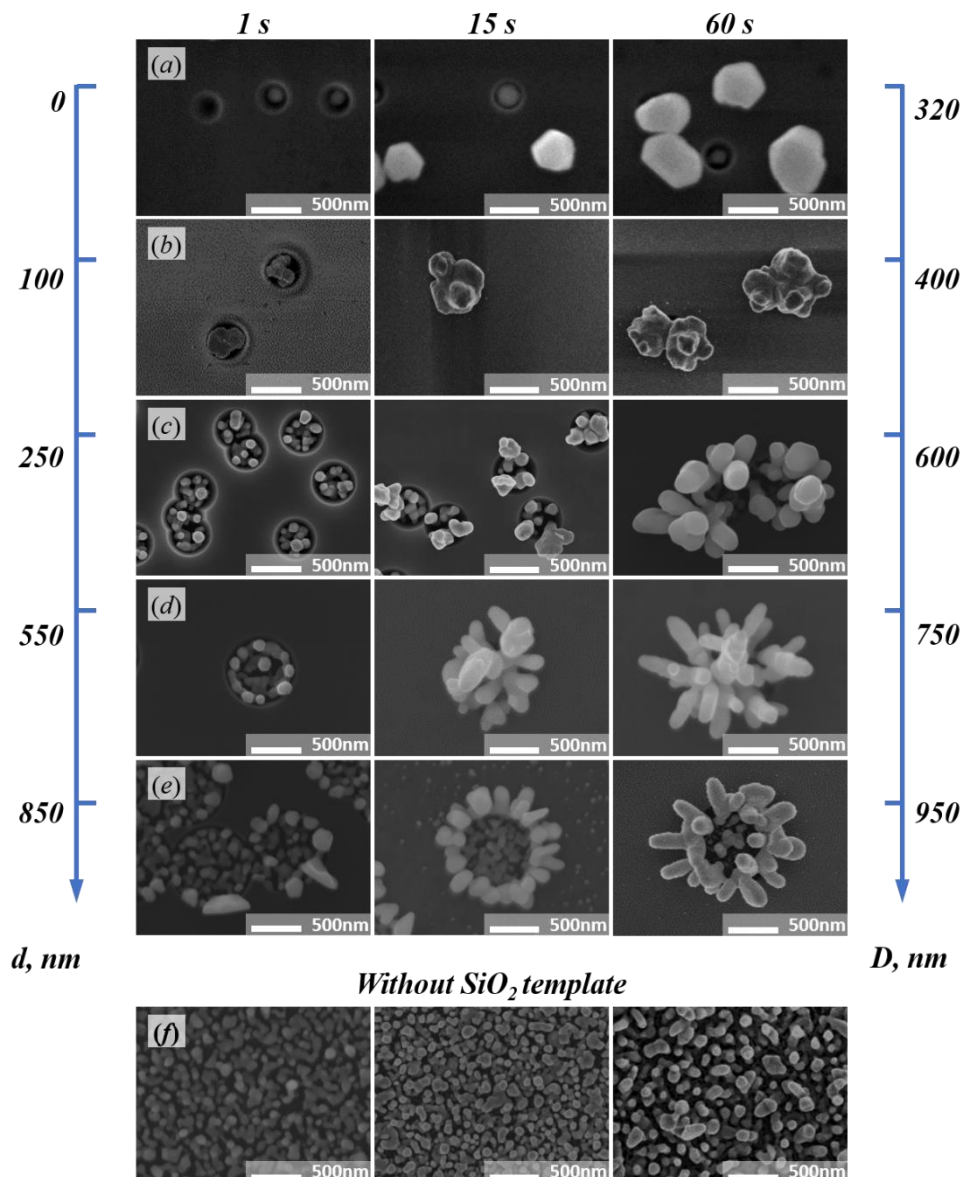 1 s 15 s 60 s
(a)
0 320
500nm 500nm 500nm
(b)
100 400
500nm 500nm 500nm
(c)
250 600
500nm 500nm 500nm
(d)
550 750
500nm 500nm 500nm
(e)
850 950
500nm 500nm 500nm
d, nm D, nm
Without SiO₂ template
(f)
500nm 500nm 500nm